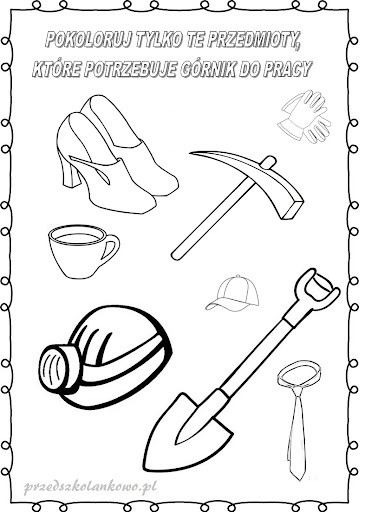 POKOLORUJ TYLKO TE PRZEDMIOTY,
KTÓRE POTRZEBUJE GÓRNIK DO PRACY
przedszkolankowo.pl